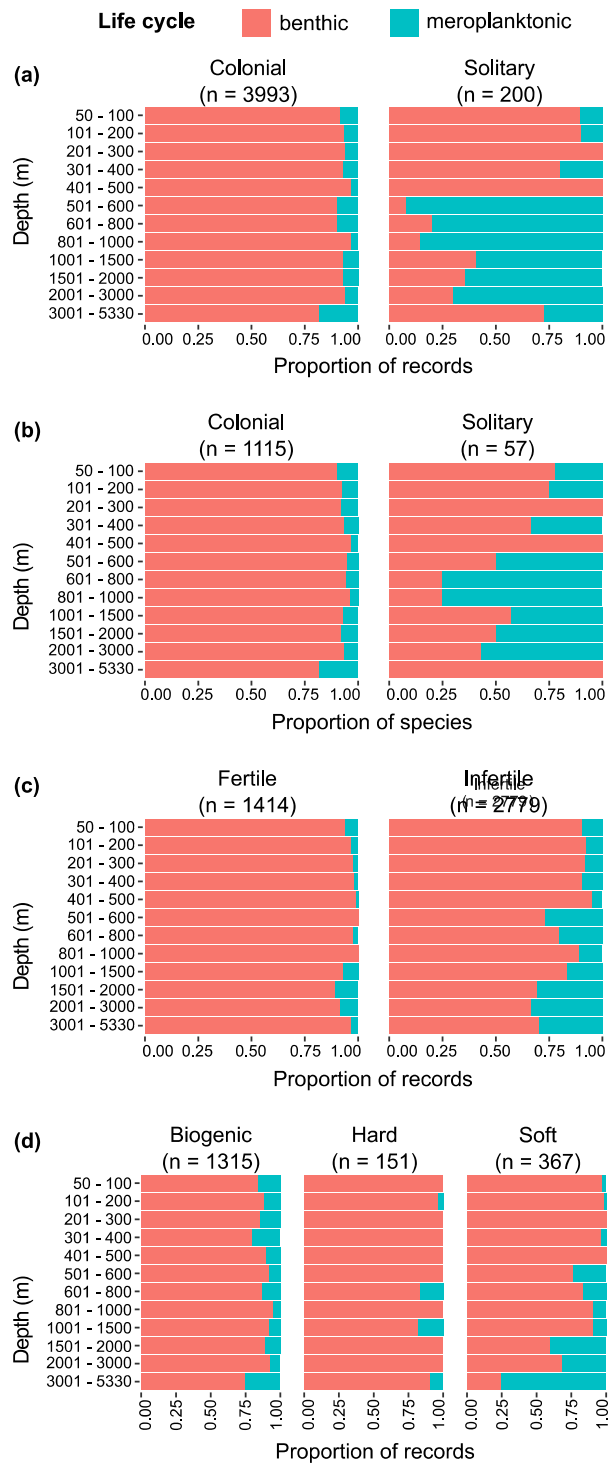 Life cycle benthic meroplanktonic
(a)
Colonial Solitary
(n = 3993) (n = 200)
Depth (m)
50 - 100
101 - 200
201 - 300
301 - 400
401 - 500
501 - 600
601 - 800
801 - 1000
1001 - 1500
1501 - 2000
2001 - 3000
3001 - 5330
0.00 0.25 0.50 0.75 1.00 0.00 0.25 0.50 0.75 1.00
Proportion of records
(b)
Colonial Solitary
(n = 1115) (n = 57)
Depth (m)
50 - 100
101 - 200
201 - 300
301 - 400
401 - 500
501 - 600
601 - 800
801 - 1000
1001 - 1500
1501 - 2000
2001 - 3000
3001 - 5330
0.00 0.25 0.50 0.75 1.00 0.00 0.25 0.50 0.75 1.00
Proportion of species
(c)
Fertile Infertile
Infertile
(n = 1414) (n = 2779)
(n = 2779)
Depth (m)
50 - 100
101 - 200
201 - 300
301 - 400
401 - 500
501 - 600
601 - 800
801 - 1000
1001 - 1500
1501 - 2000
2001 - 3000
3001 - 5330
0.00 0.25 0.50 0.75 1.00 0.00 0.25 0.50 0.75 1.00
Proportion of records
(d)
Biogenic Hard Soft
(n = 1315) (n = 151) (n = 367)
Depth (m)
50 - 100
101 - 200
201 - 300
301 - 400
401 - 500
501 - 600
601 - 800
801 - 1000
1001 - 1500
1501 - 2000
2001 - 3000
3001 - 5330
0.00 0.25 0.50 0.75 1.00 0.00 0.25 0.50 0.75 1.00 0.00 0.25 0.50 0.75 1.00
Proportion of records